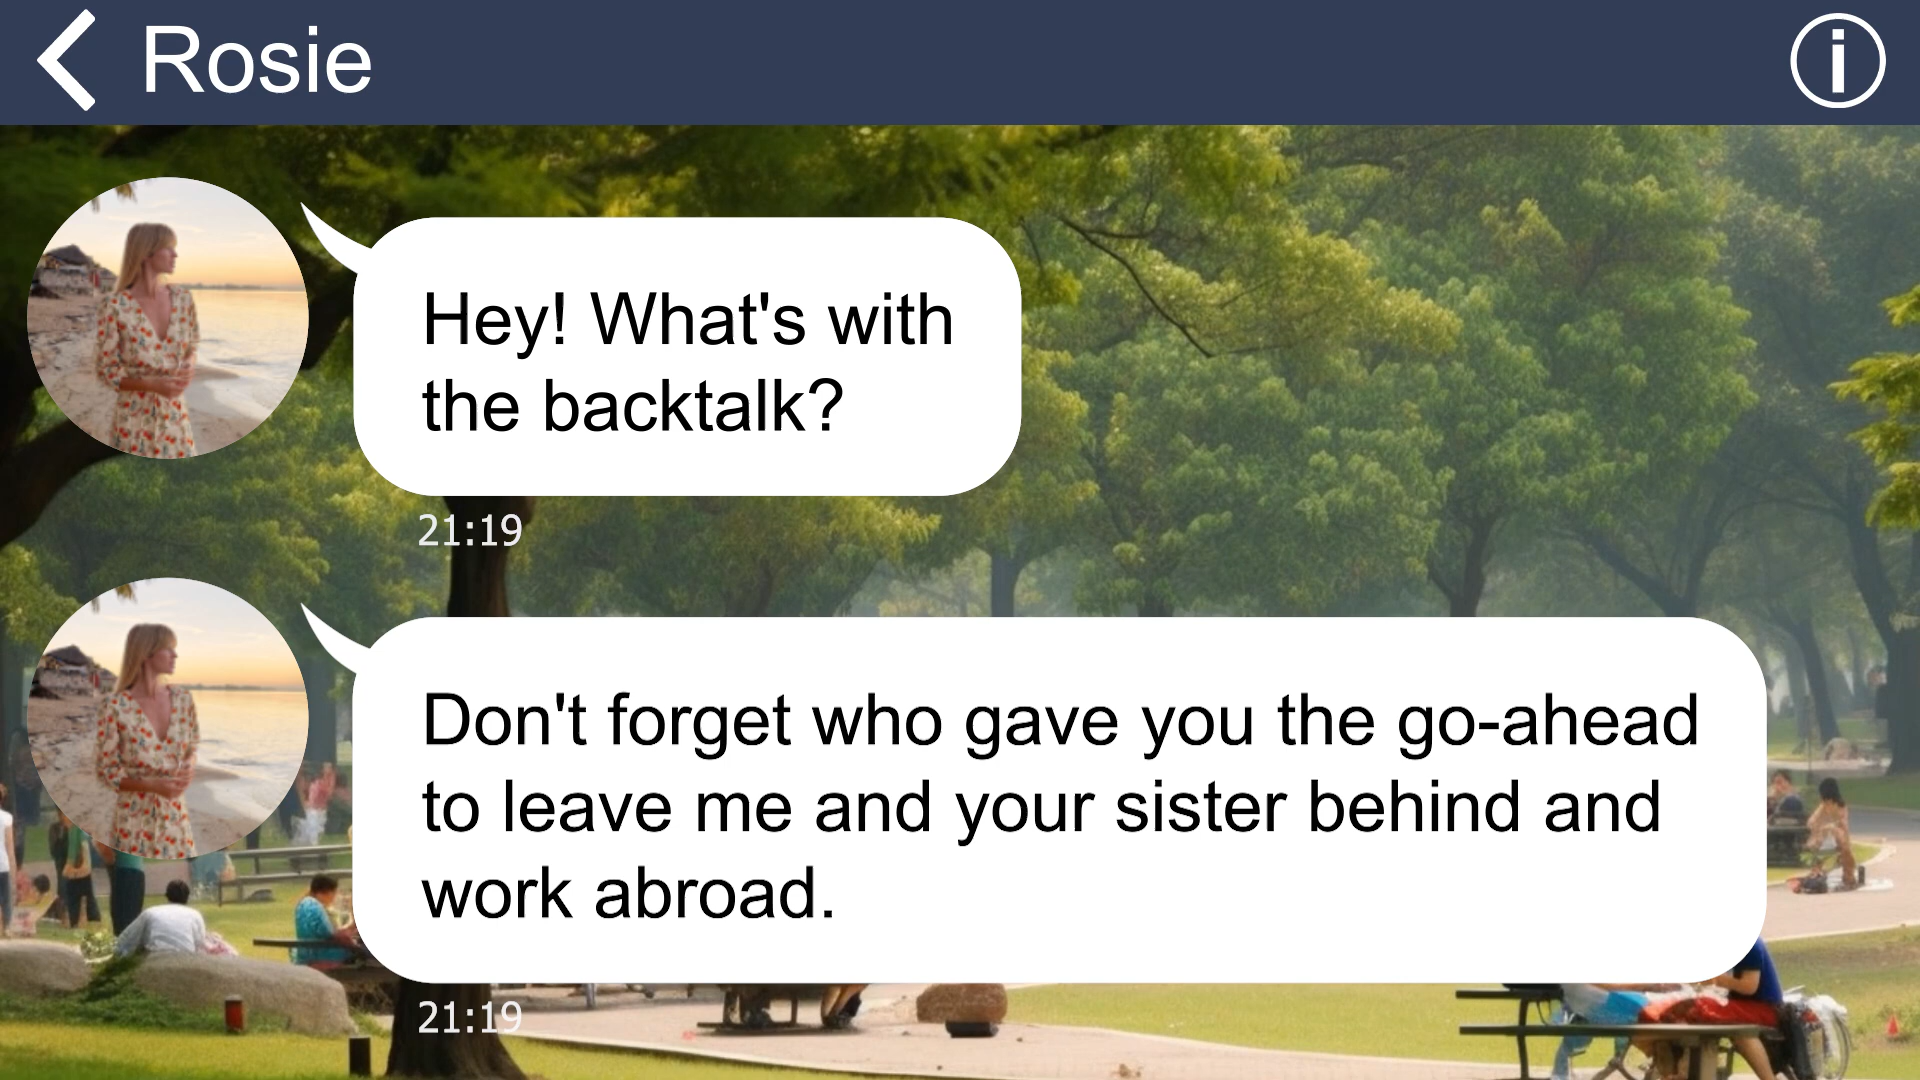 Rosie
Hey! What's with
the backtalk?
21:19
Don't forget who gave you the go-ahead
to leave me and your sister behind and
work abroad.
21:19